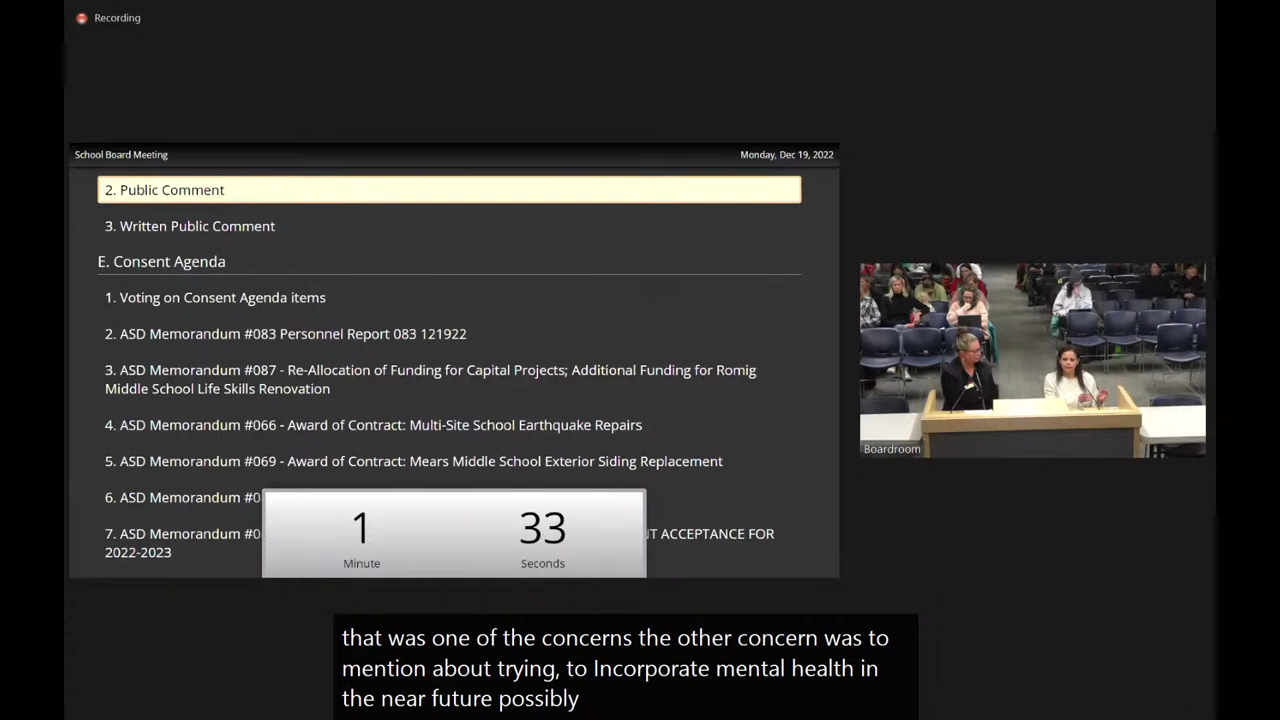 Recording
School Board Meeting
Monday, Dec 19, 2022
2. Public Comment
3. Written Public Comment
E. Consent Agenda
1. Voting on Consent Agenda items
2. ASD Memorandum #083 Personnel Report 083 121922
3. ASD Memorandum #087 - Re-Allocation of Funding for Capital Projects; Additional Funding for Romig
Middle School Life Skills Renovation
4. ASD Memorandum #066 - Award of Contract: Multi-Site School Earthquake Repairs
5. ASD Memorandum #069 - Award of Contract: Mears Middle School Exterior Siding Replacement
6. ASD Memorandum
7. ASD Memorandum ACCEPTANCE FOR
2022-2023
1 33
Minute Seconds
Boardroom
that was one of the concerns the other concern was to
mention about trying, to Incorporate mental health in
the near future possibly